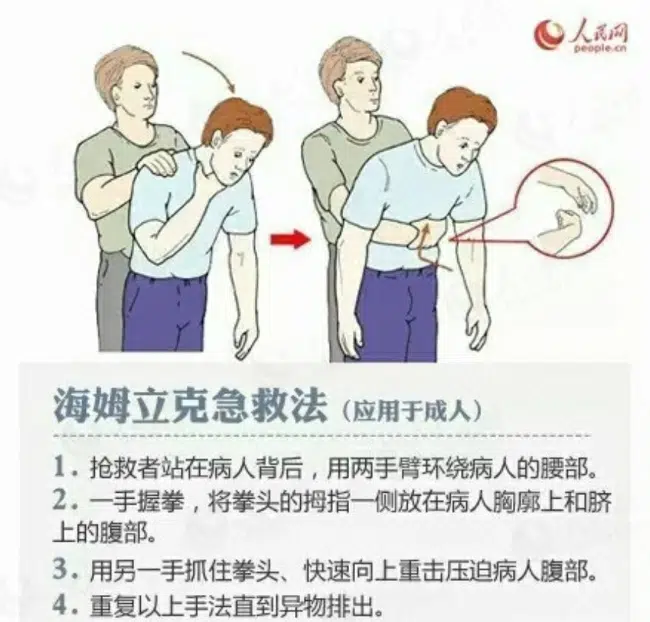 人民网
people.cn
海姆立克急救法（应用于成人）
1. 抢救者站在病人背后，用两手臂环绕病人的腰部。
2. 一手握拳，将拳头的拇指一侧放在病人胸廓上和脐
上的腹部。
3. 用另一手抓住拳头、快速向上重击压迫病人腹部。
4. 重复以上手法直到异物排出。